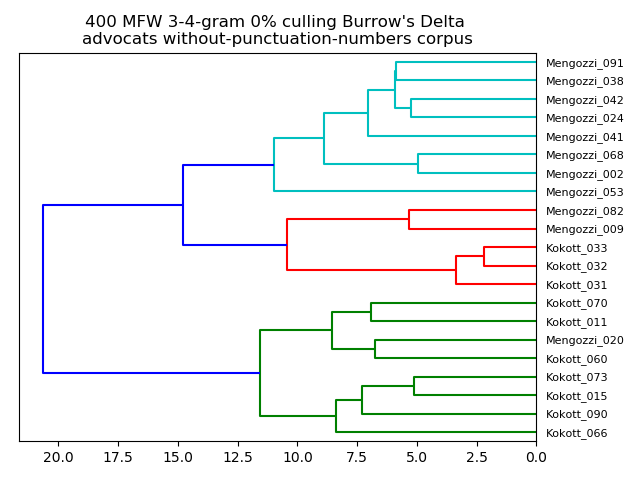 400 MFW 3-4-gram 0% culling Burrow's Delta
advocats without-punctuation-numbers corpus
Mengozzi_091
Mengozzi_038
Mengozzi_042
Mengozzi_024
Mengozzi_041
Mengozzi_068
Mengozzi_002
Mengozzi_053
Mengozzi_082
Mengozzi_009
Kokott_033
Kokott_032
Kokott_031
Kokott_070
Kokott_011
Mengozzi_020
Kokott_060
Kokott_073
Kokott_015
Kokott_090
Kokott_066
20.0 17.5 15.0 12.5 10.0 7.5 5.0 2.5 0.0